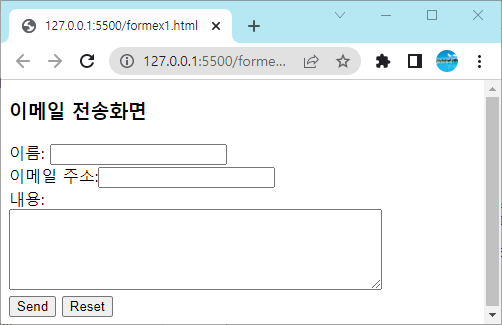 127.0.0.1:5500/formex1.html
127.0.0.1:5500/forme...
이메일 전송화면
이름:
이메일 주소:
내용:
Send Reset